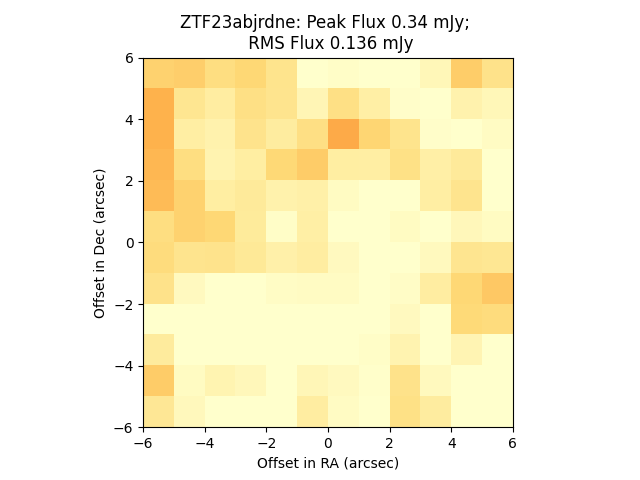 ZTF23abjrdne: Peak Flux 0.34 mJy;
RMS Flux 0.136 mJy
6
4
2
0
−2
−4
−6
Offset in Dec (arcsec)
−6 −4 −2 0 2 4 6
Offset in RA (arcsec)